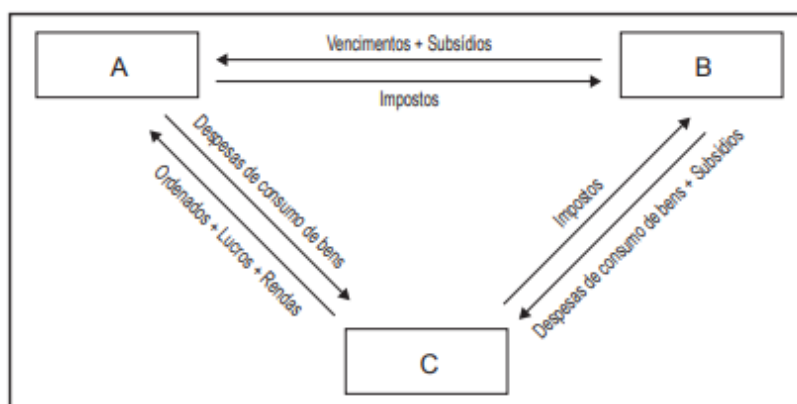 Vencimentos + Subsídios
A
B
Impostos
Despesas de consumo de bens
Ordenados + Lucros + Rendas
Impostos
Despesas de consumo de bens + Subsídios
C